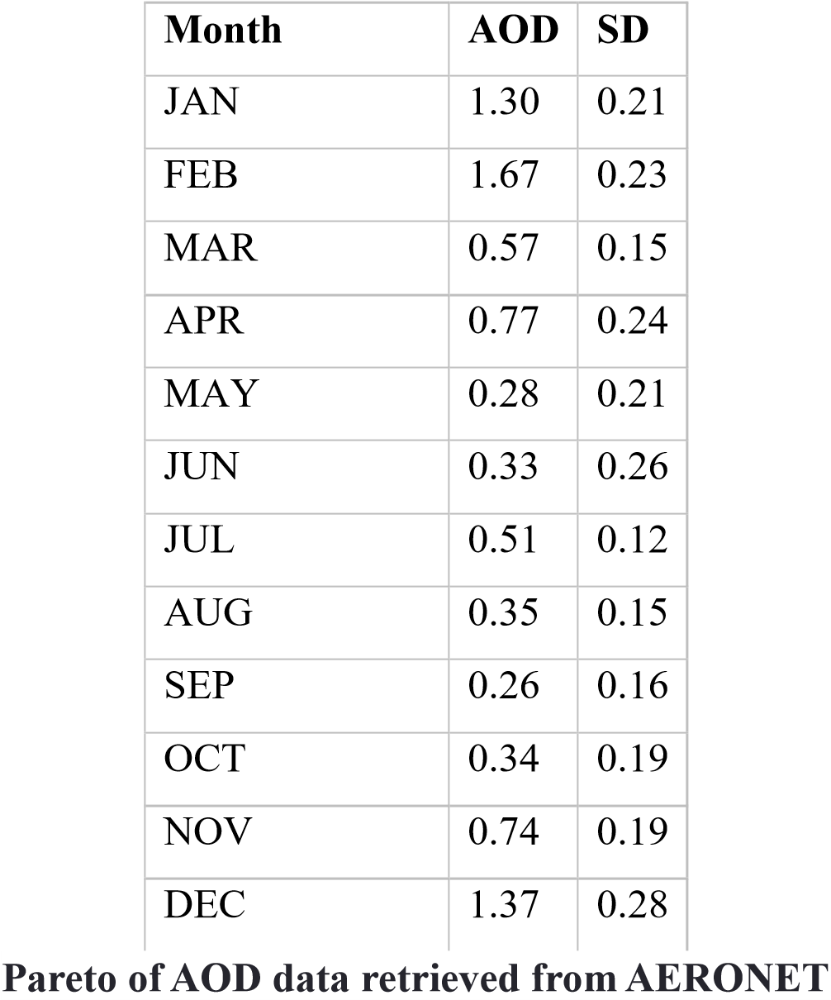 Month AOD SD
JAN 1.30 0.21
FEB 1.67 0.23
MAR 0.57 0.15
APR 0.77 0.24
MAY 0.28 0.21
JUN 0.33 0.26
JUL 0.51 0.12
AUG 0.35 0.15
SEP 0.26 0.16
OCT 0.34 0.19
NOV 0.74 0.19
DEC 1.37 0.28
Pareto of AOD data retrieved from AERONET